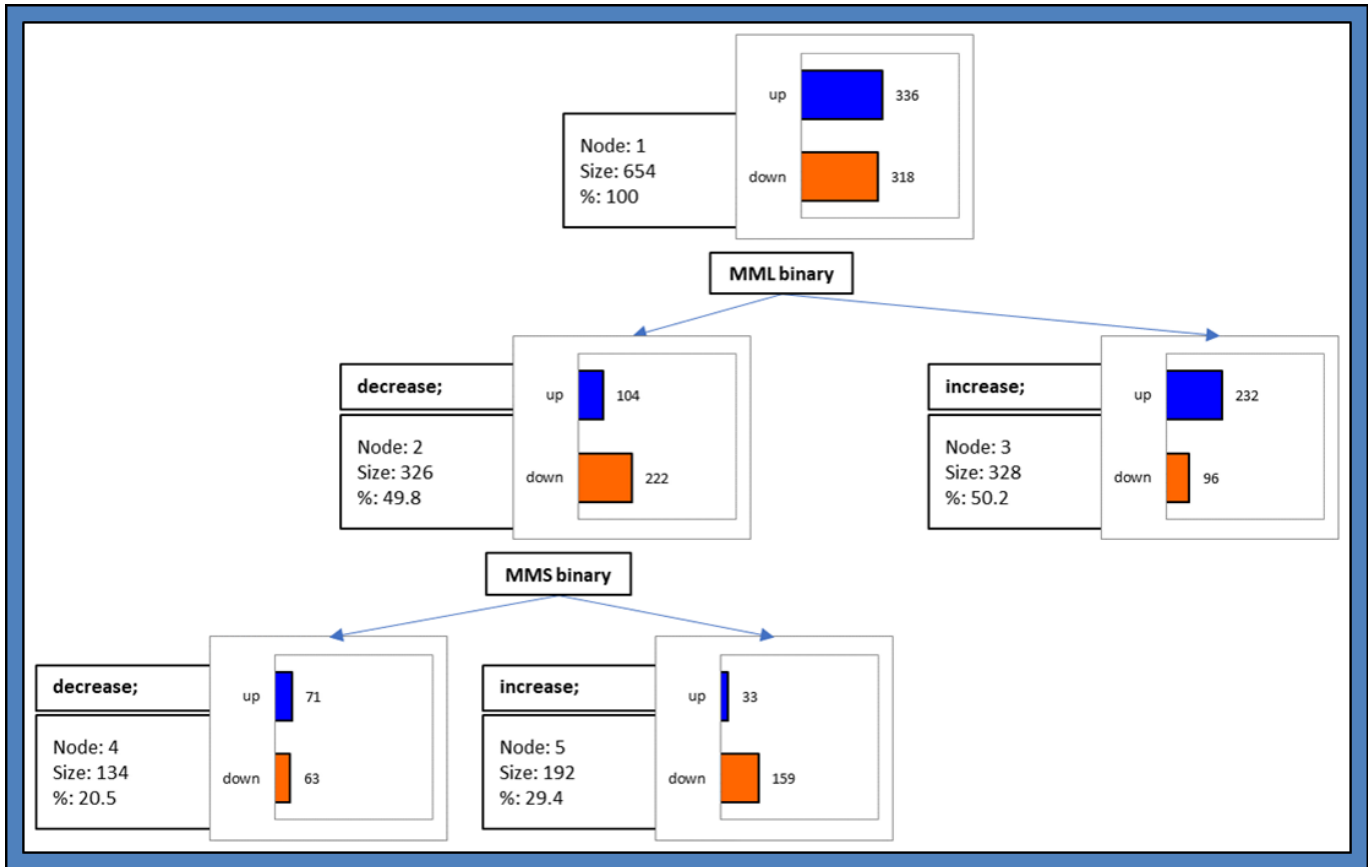 up 336
Node: 1
Size: 654
%: 100
down 318
MML binary
decrease;
up 104
Node: 2
Size: 326
%: 49.8
down 222
increase;
up 232
Node: 3
Size: 328
%: 50.2
down 96
MMS binary
decrease;
up 71
Node: 4
Size: 134
%: 20.5
down 63
increase;
up 33
Node: 5
Size: 192
%: 29.4
down 159